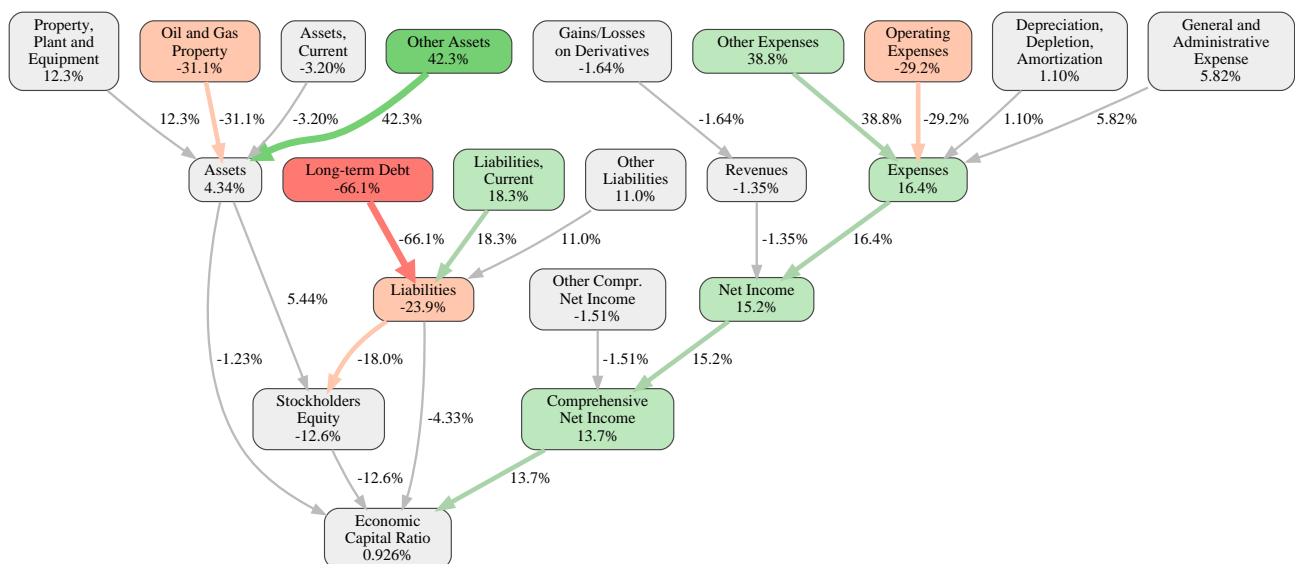 Property,
Plant and
Equipment
12.3%
Oil and Gas
Property
-31.1%
Assets,
Current
-3.20%
Other Assets
42.3%
Gains/Losses
on Derivatives
-1.64%
Other Expenses
38.8%
Operating
Expenses
-29.2%
Depreciation,
Depletion,
Amortization
1.10%
General and
Administrative
Expense
5.82%
12.3%
-31.1%
-3.20%
42.3%
-1.64%
38.8%
-29.2%
1.10%
5.82%
Assets
4.34%
Long-term Debt
-66.1%
Liabilities,
Current
18.3%
Other
Liabilities
11.0%
Revenues
-1.35%
Expenses
16.4%
-66.1%
18.3%
11.0%
-1.35%
16.4%
5.44%
Liabilities
-23.9%
Other Compr.
Net Income
-1.51%
Net Income
15.2%
-1.23%
-18.0%
-1.51%
15.2%
Stockholders
Equity
-12.6%
-4.33%
Comprehensive
Net Income
13.7%
-12.6%
13.7%
Economic
Capital Ratio
0.926%